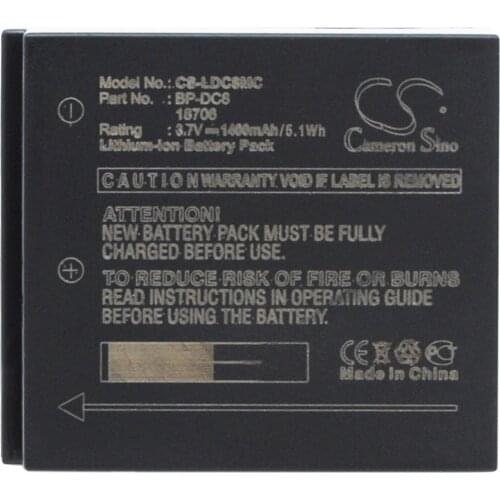 Model No.: CS-LDC8MC
Part No.: BP-DC8
18706
Rating : 3.7V 1400mAh/5.1Wh
Lithium-ion Battery Pack
CS
Cameron Sino
CAUTION WARRANTY VOID IF LABEL IS REMOVED
ATTENTION!
NEW BATTERY PACK MUST BE FULLY
CHARGED BEFORE USE.
TO REDUCE RISK OF FIRE OR BURNS
READ INSTRUCTIONS IN OPERATING GUIDE
BEFORE USING THE BATTERY.
CE
Made In China